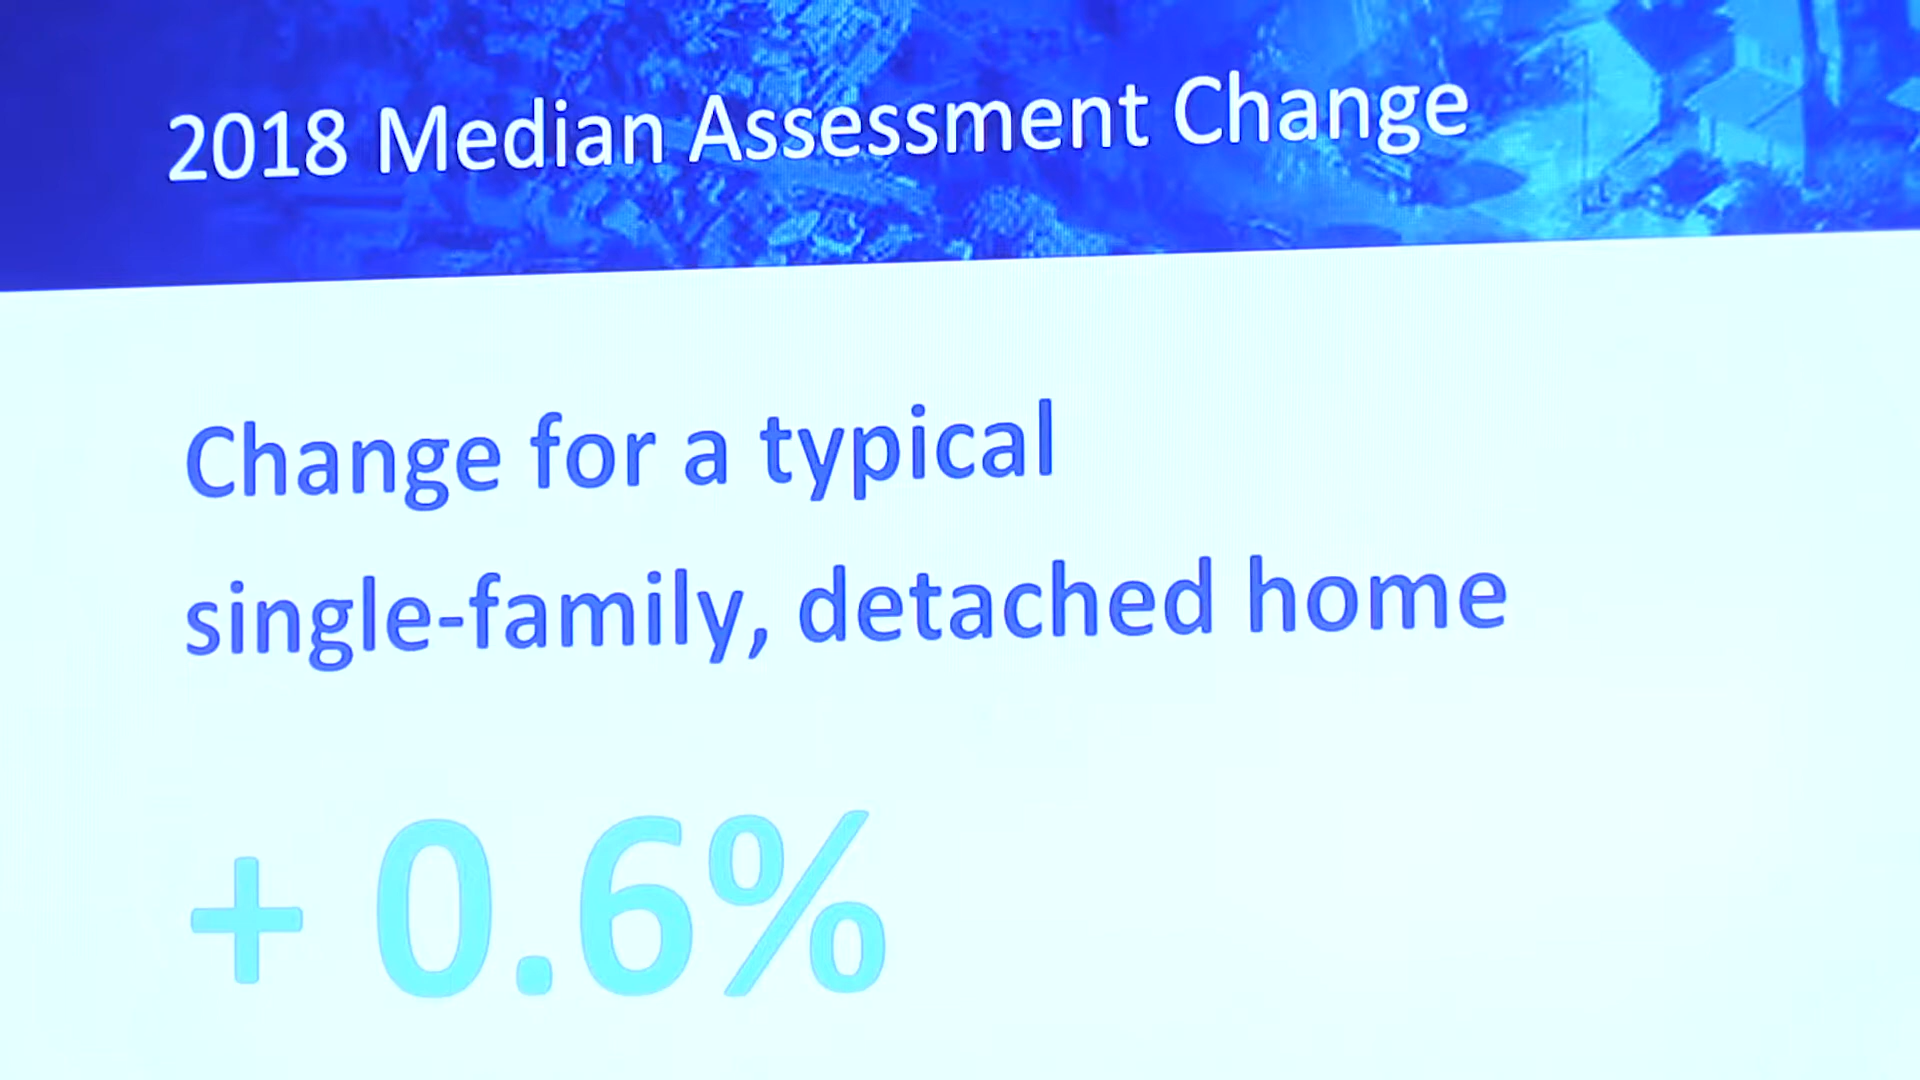 2018 Median Assessment Change
Change for a typical
single-family, detached home
+ 0.6%